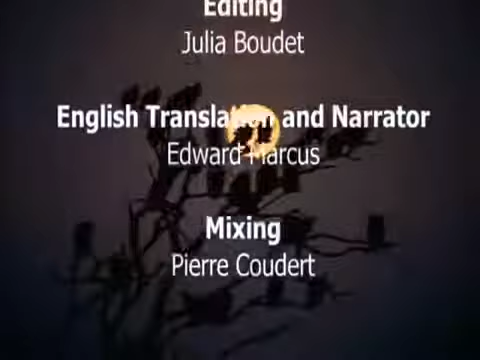 Editing
Julia Boudet
English Translation and Narrator
Edward Marcus
Mixing
Pierre Coudert